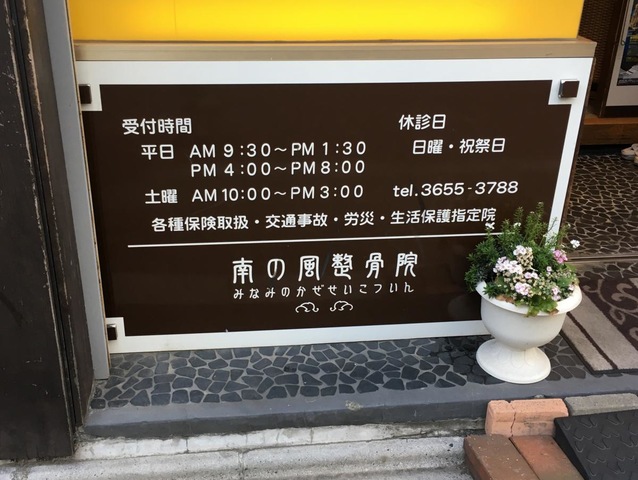 受付時間
平日 AM 9:30～PM 1:30
PM 4:00～PM 8:00
土曜 AM 10:00～PM 3:00
休診日
日曜・祝祭日
tel.3655-3788
各種保険取扱・交通事故・労災・生活保護指定院
南の風整骨院
みなみのかぜせいこついん